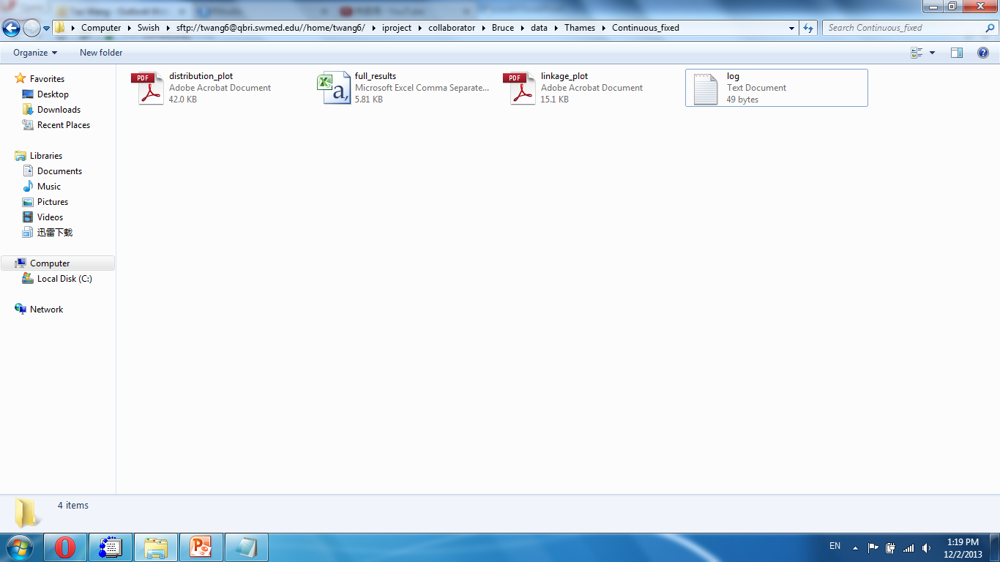 Computer Swish sftp://twang6@qbri.swmed.edu//home/twang6/ iproject collaborator Bruce data Thames Continuous_fixed Search Continuous_fixed
Organize New folder
Favorites
Desktop
Downloads
Recent Places
Libraries
Documents
Music
Pictures
Videos
迅雷下载
Computer
Local Disk (C:)
Network
PDF
distribution_plot
Adobe Acrobat Document
42.0 KB
a,
full_results
Microsoft Excel Comma Separate...
5.81 KB
PDF
linkage_plot
Adobe Acrobat Document
15.1 KB
log
Text Document
49 bytes
4 items
EN
1:19 PM
12/2/2013